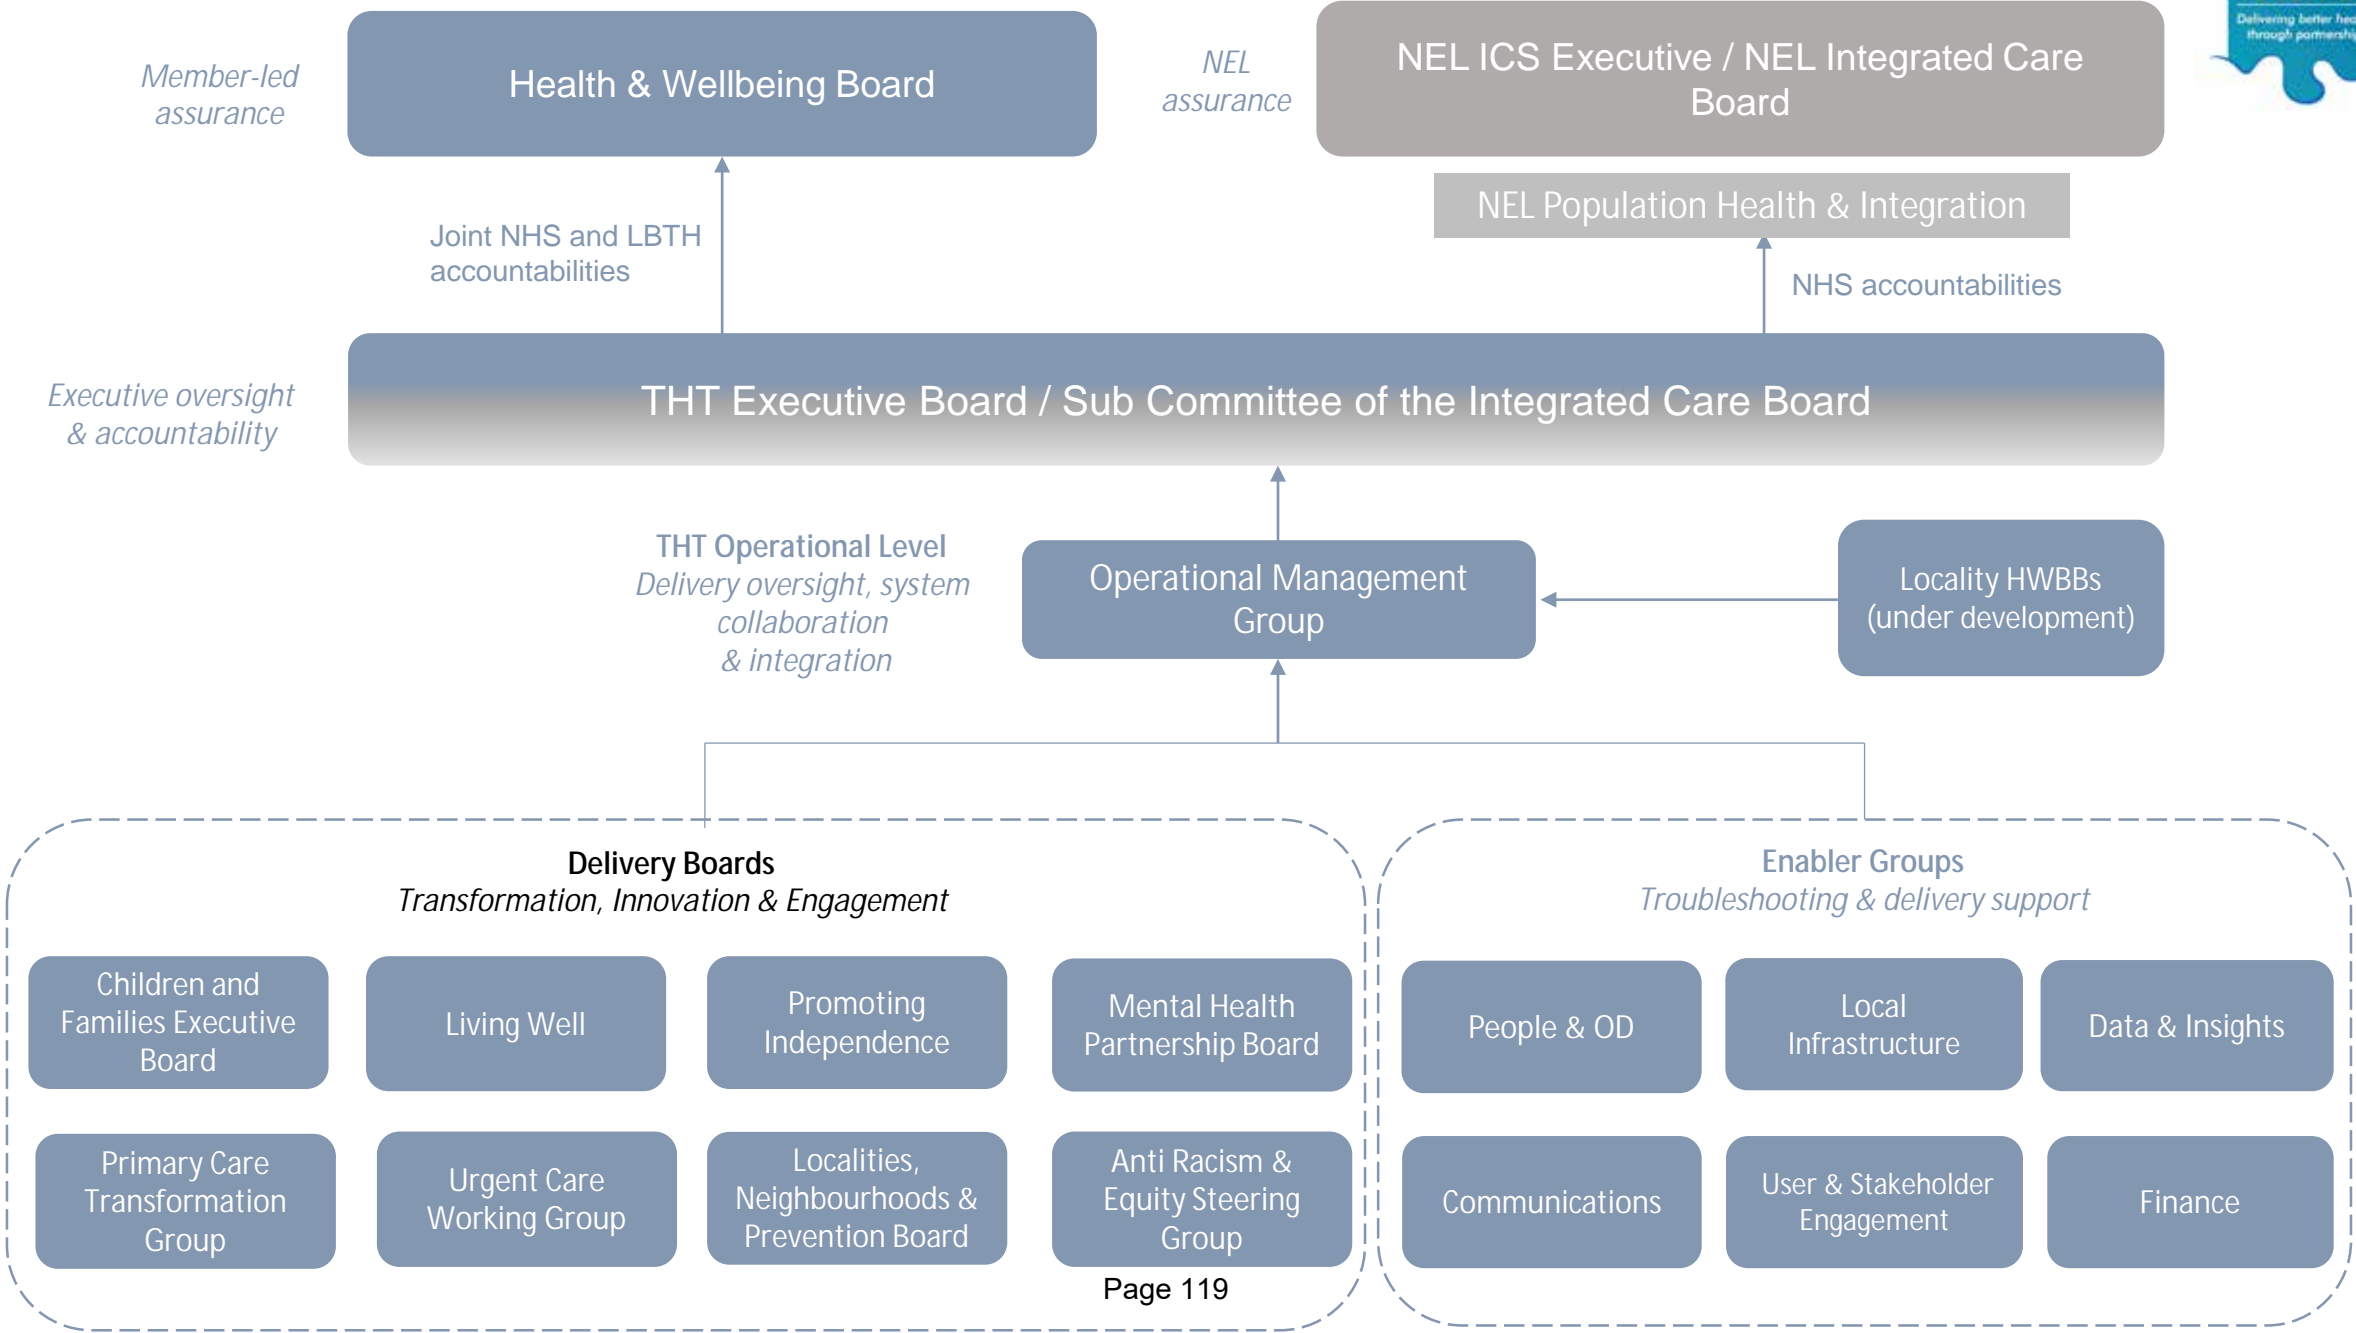 Delivering better hea
through partnership
Member-led
assurance
Health & Wellbeing Board
NEL
assurance
NEL ICS Executive / NEL Integrated Care
Board
NEL Population Health & Integration
Joint NHS and LBTH
accountabilities
NHS accountabilities
Executive oversight
& accountability
THT Executive Board / Sub Committee of the Integrated Care Board
THT Operational Level
Delivery oversight, system
collaboration
& integration
Operational Management
Group
Locality HWBBs
(under development)
Delivery Boards
Transformation, Innovation & Engagement
Children and
Families Executive
Board
Living Well
Promoting
Independence
Mental Health
Partnership Board
Primary Care
Transformation
Group
Urgent Care
Working Group
Localities,
Neighbourhoods &
Prevention Board
Anti Racism &
Equity Steering
Group
Enabler Groups
Troubleshooting & delivery support
People & OD
Local
Infrastructure
Data & Insights
Communications
User & Stakeholder
Engagement
Finance
Page 119